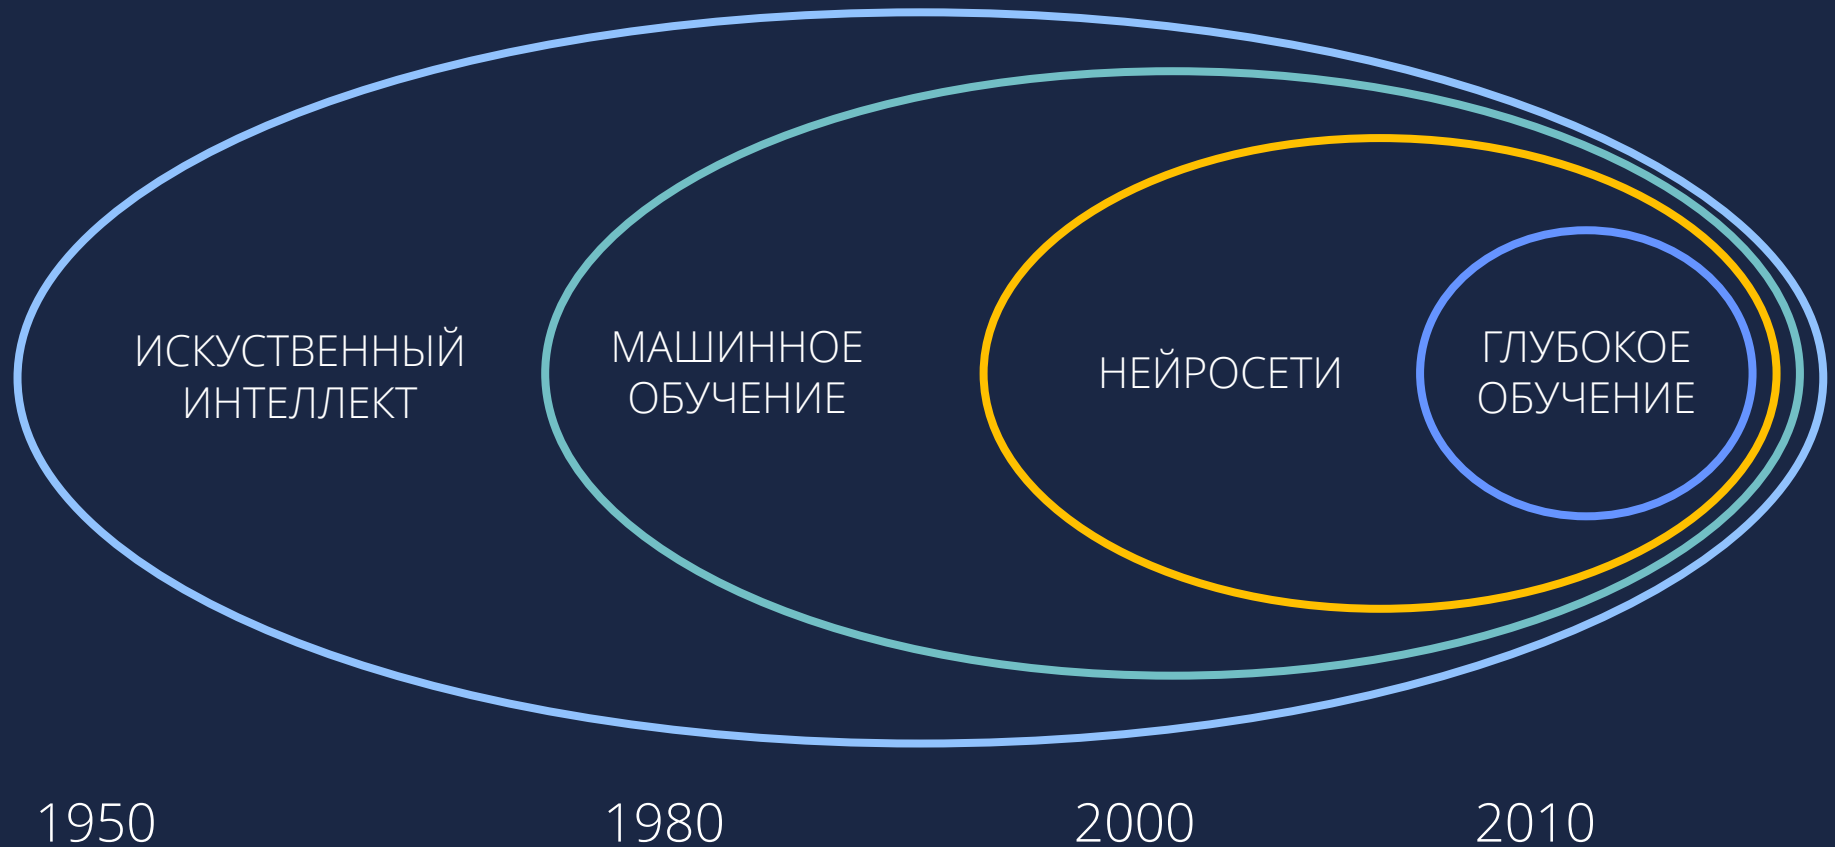 ИСКУСТВЕННЫЙ
ИНТЕЛЛЕКТ
МАШИННОЕ
ОБУЧЕНИЕ
НЕЙРОСЕТИ
ГЛУБОКОЕ
ОБУЧЕНИЕ
1950
1980
2000
2010